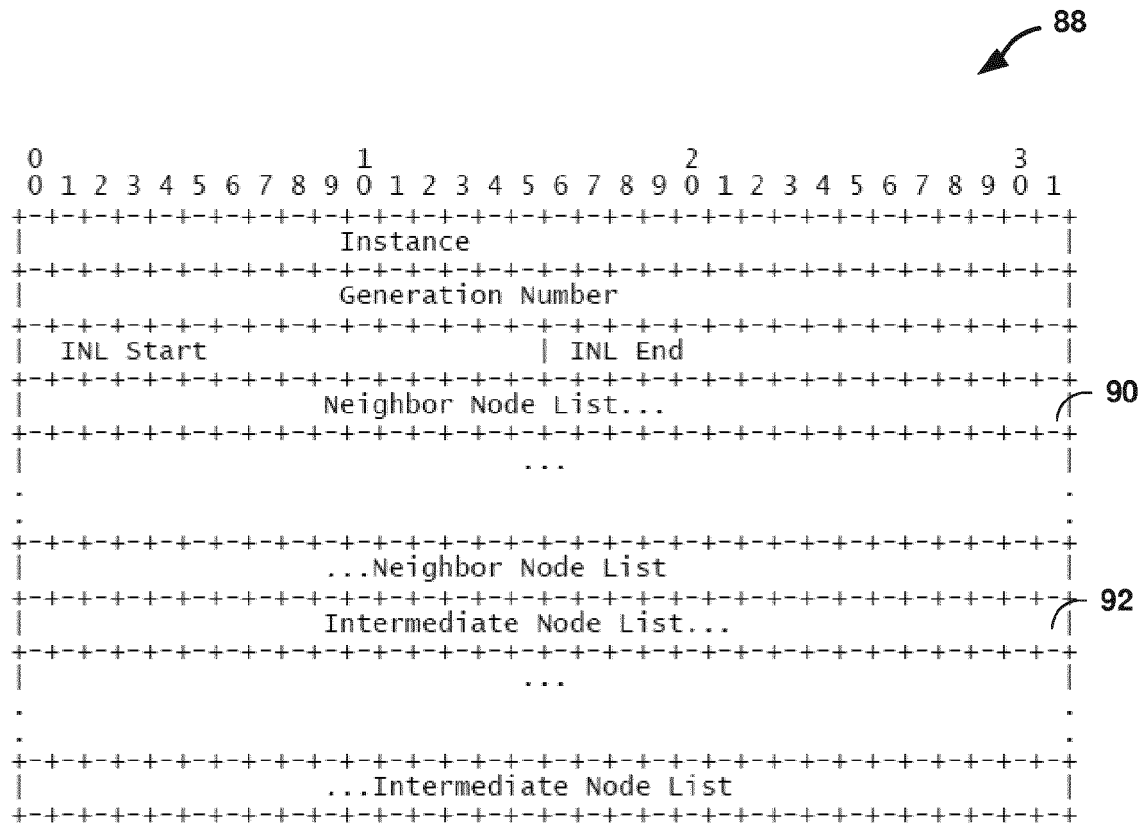 88
0 1 2 3
0 1 2 3 4 5 6 7 8 9 0 1 2 3 4 5 6 7 8 9 0 1 2 3 4 5 6 7 8 9 0 1
+-+-+-+-+-+-+-+-+-+-+-+-+-+-+-+-+-+-+-+-+-+-+-+-+-+-+-+-+-+-+-+-+
| Instance |
+-+-+-+-+-+-+-+-+-+-+-+-+-+-+-+-+-+-+-+-+-+-+-+-+-+-+-+-+-+-+-+-+
| Generation Number |
+-+-+-+-+-+-+-+-+-+-+-+-+-+-+-+-+-+-+-+-+-+-+-+-+-+-+-+-+-+-+-+-+
| INL Start | INL End |
+-+-+-+-+-+-+-+-+-+-+-+-+-+-+-+-+-+-+-+-+-+-+-+-+-+-+-+-+-+-+-+-+
| Neighbor Node List... | 90
+-+-+-+-+-+-+-+-+-+-+-+-+-+-+-+-+-+-+-+-+-+-+-+-+-+-+-+-+-+-+-+-+
| ... |
. .
. .
+-+-+-+-+-+-+-+-+-+-+-+-+-+-+-+-+-+-+-+-+-+-+-+-+-+-+-+-+-+-+-+-+
| ...Neighbor Node List |
+-+-+-+-+-+-+-+-+-+-+-+-+-+-+-+-+-+-+-+-+-+-+-+-+-+-+-+-+-+-+-+-+ 92
| Intermediate Node List... |
+-+-+-+-+-+-+-+-+-+-+-+-+-+-+-+-+-+-+-+-+-+-+-+-+-+-+-+-+-+-+-+-+
| ... |
. .
. .
+-+-+-+-+-+-+-+-+-+-+-+-+-+-+-+-+-+-+-+-+-+-+-+-+-+-+-+-+-+-+-+-+
| ...Intermediate Node List |
+-+-+-+-+-+-+-+-+-+-+-+-+-+-+-+-+-+-+-+-+-+-+-+-+-+-+-+-+-+-+-+-+